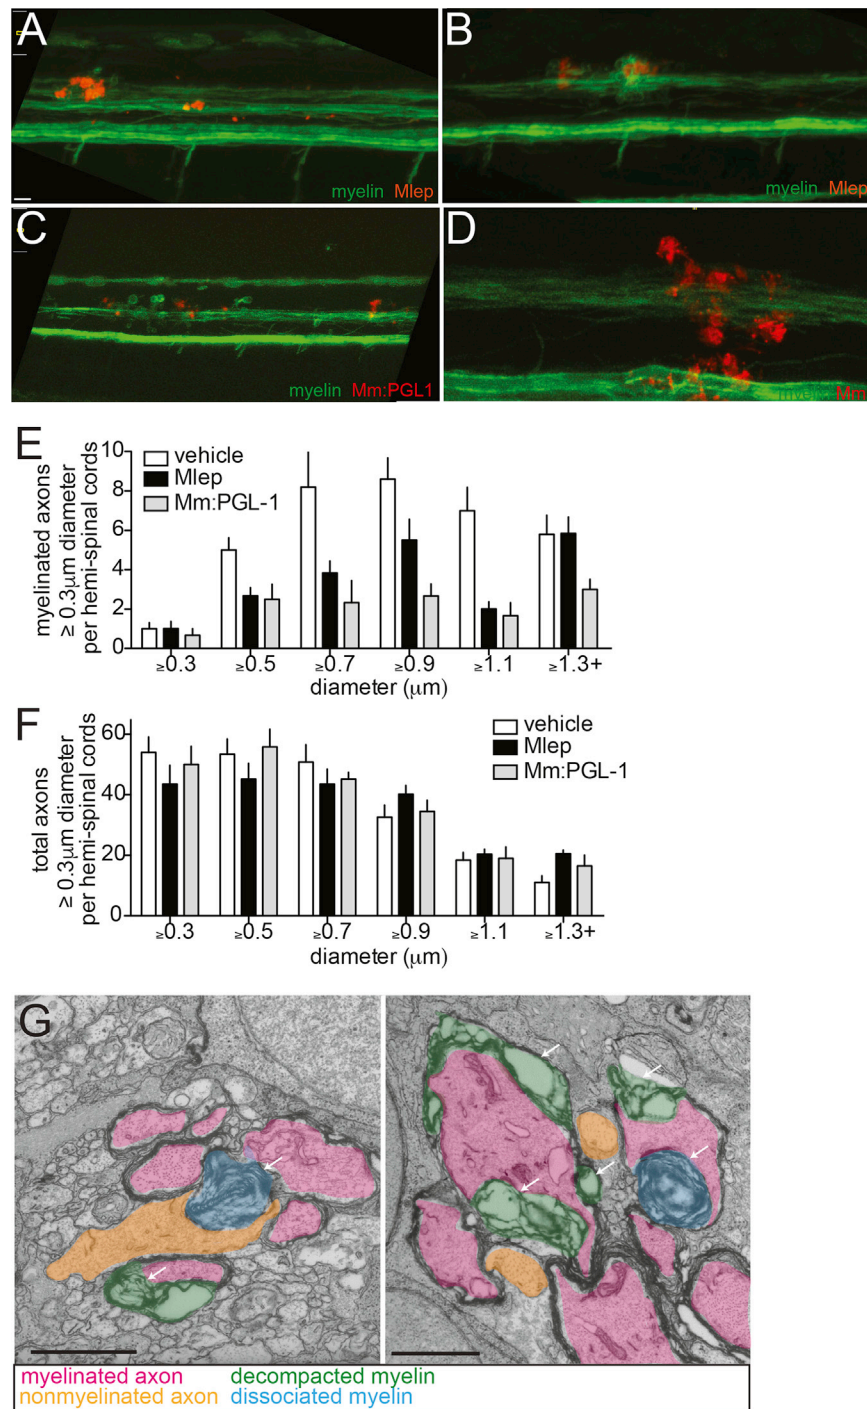 A
myelin Mlep
B
myelin Mlep
C
myelin Mm:PGL1
D
myelin Mm
E
myelinated axons
≥ 0.3µm diameter
per hemi-spinal cords
10
8
6
4
2
0
vehicle
Mlep
Mm:PGL-1
≥0.3 ≥0.5 ≥0.7 ≥0.9 ≥1.1 ≥1.3+
diameter (µm)
F
total axons
≥ 0.3µm diameter
per hemi-spinal cords
60
40
20
0
vehicle
Mlep
Mm:PGL-1
≥0.3 ≥0.5 ≥0.7 ≥0.9 ≥1.1 ≥1.3+
diameter (µm)
G
myelinated axon decompacted myelin
nonmyelinated axon dissociated myelin